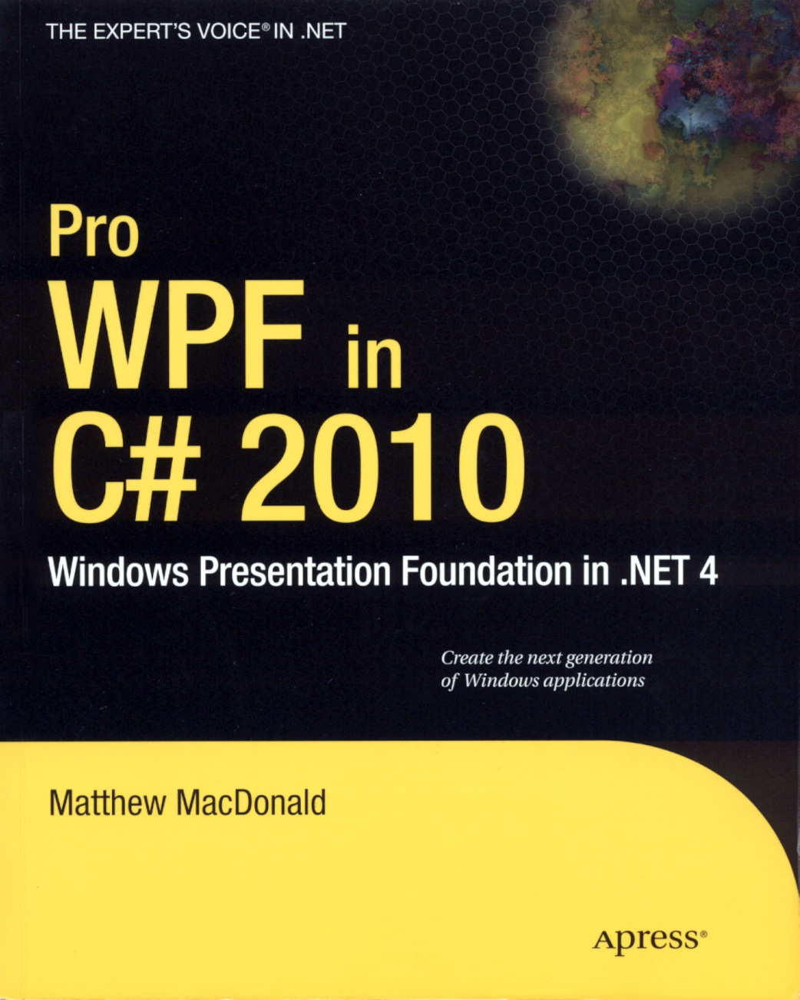 THE EXPERT'S VOICE® IN .NET
Pro
WPF in
C# 2010
Windows Presentation Foundation in .NET 4
Create the next generation
of Windows applications
Matthew MacDonald
Apress®